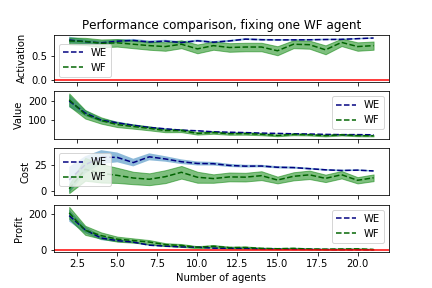 Performance comparison, fixing one WF agent
Activation
0.5
0.0
WE
WF
Value
200
100
WE
WF
Cost
25
0
WE
WF
Profit
200
0
WE
WF
2.5 5.0 7.5 10.0 12.5 15.0 17.5 20.0
Number of agents